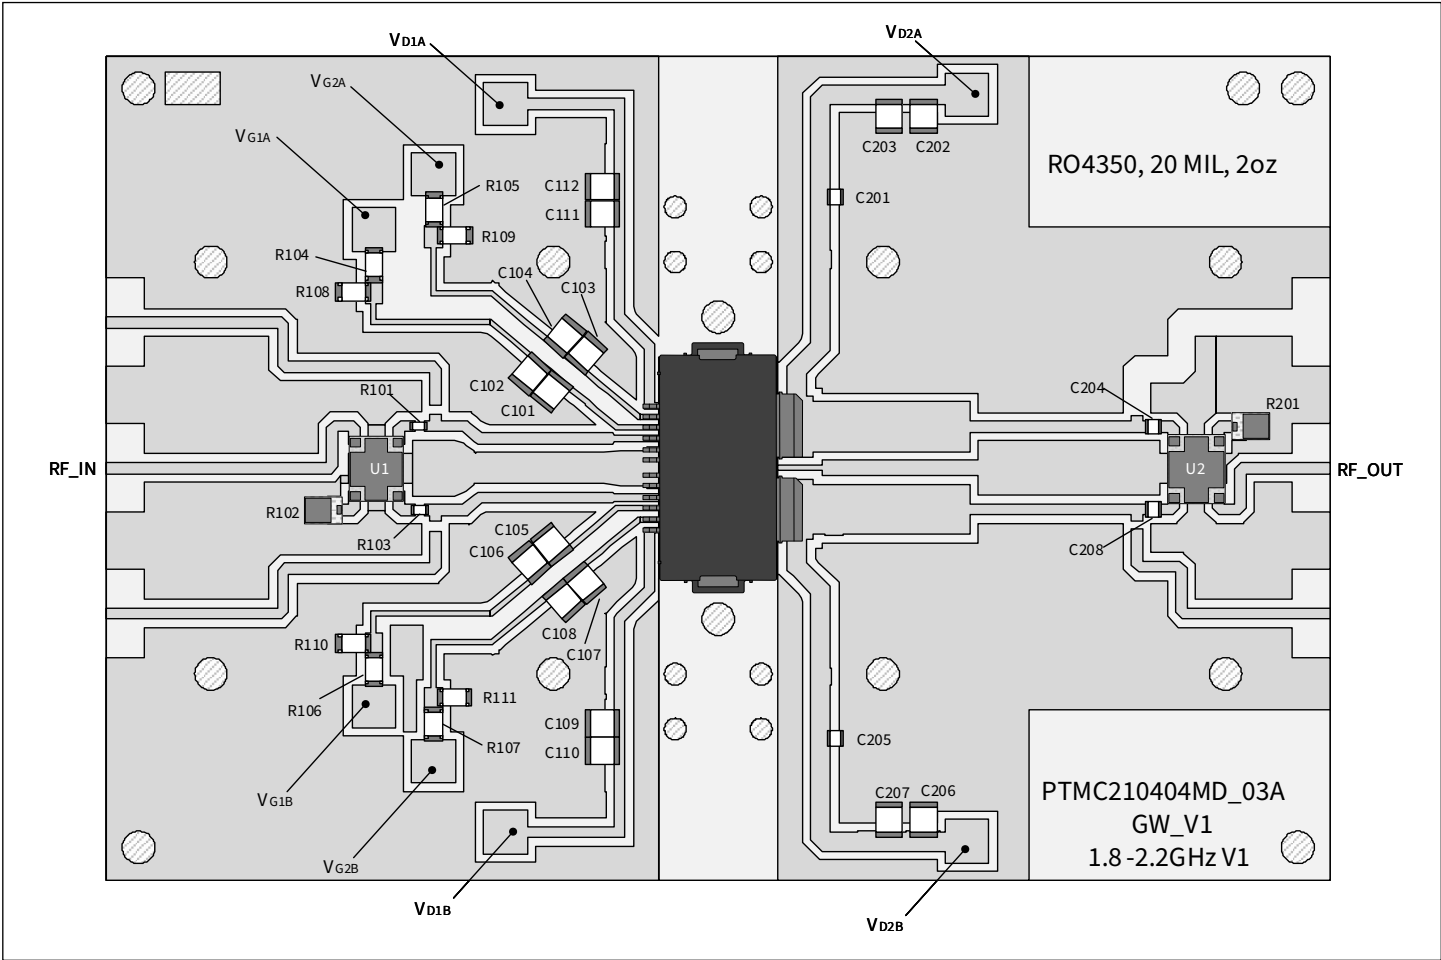 VD1A
VD2A
VG2A
VG1A
C203
C202
RO4350, 20 MIL, 2oz
R105
C112
C201
C111
R109
R104
C104
C103
R108
C102
R101
C204
C101
R201
RF_IN
U1
U2
RF_OUT
R102
C105
R103
C106
C208
C108
R110
C107
R111
R106
C109
C205
R107
C110
C207
C206
PTMC210404MD_03A
VG1B
GW_V1
1.8 -2.2GHz V1
VG2B
VD1B
VD2B